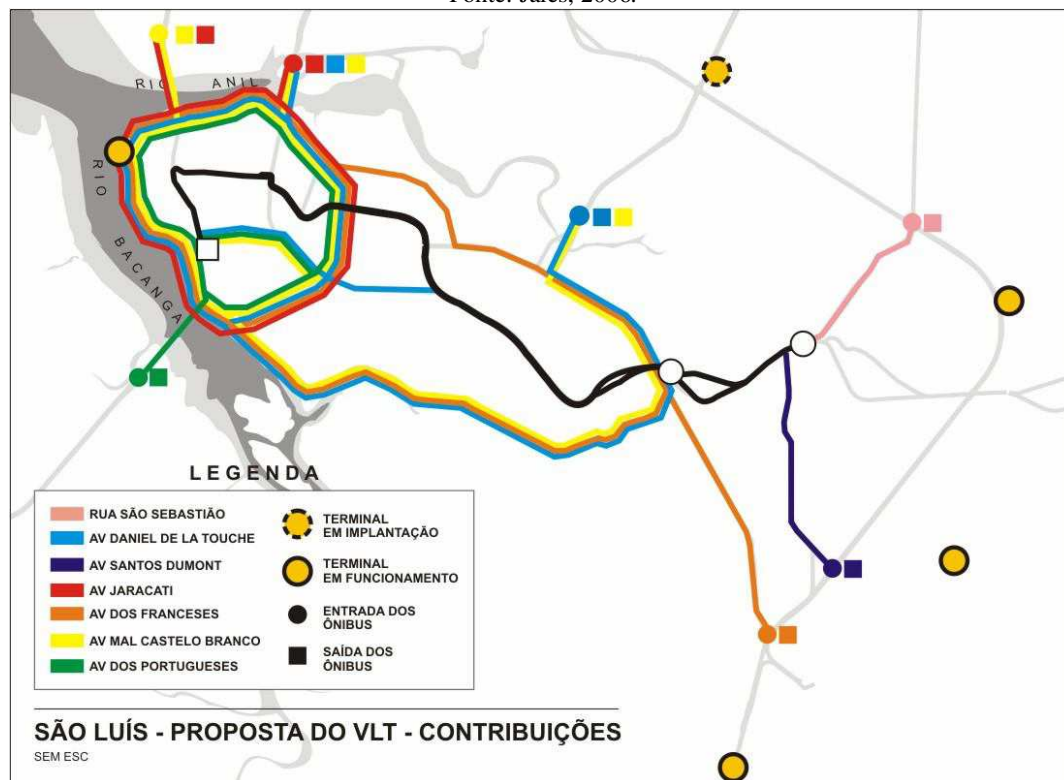 Fonte: Jales, 2006.
RIO ANIL
RIO BACANGA
LEGENDA
RUA SÃO SEBASTIÃO
AV DANIEL DE LA TOUCHE
AV SANTOS DUMONT
AV JARACATI
AV DOS FRANCESES
AV MAL CASTELO BRANCO
AV DOS PORTUGUESES
TERMINAL
EM IMPLANTAÇÃO
TERMINAL
EM FUNCIONAMENTO
ENTRADA DOS
ÔNIBUS
SAÍDA DOS
ÔNIBUS
SÃO LUÍS - PROPOSTA DO VLT - CONTRIBUIÇÕES
SEM ESC